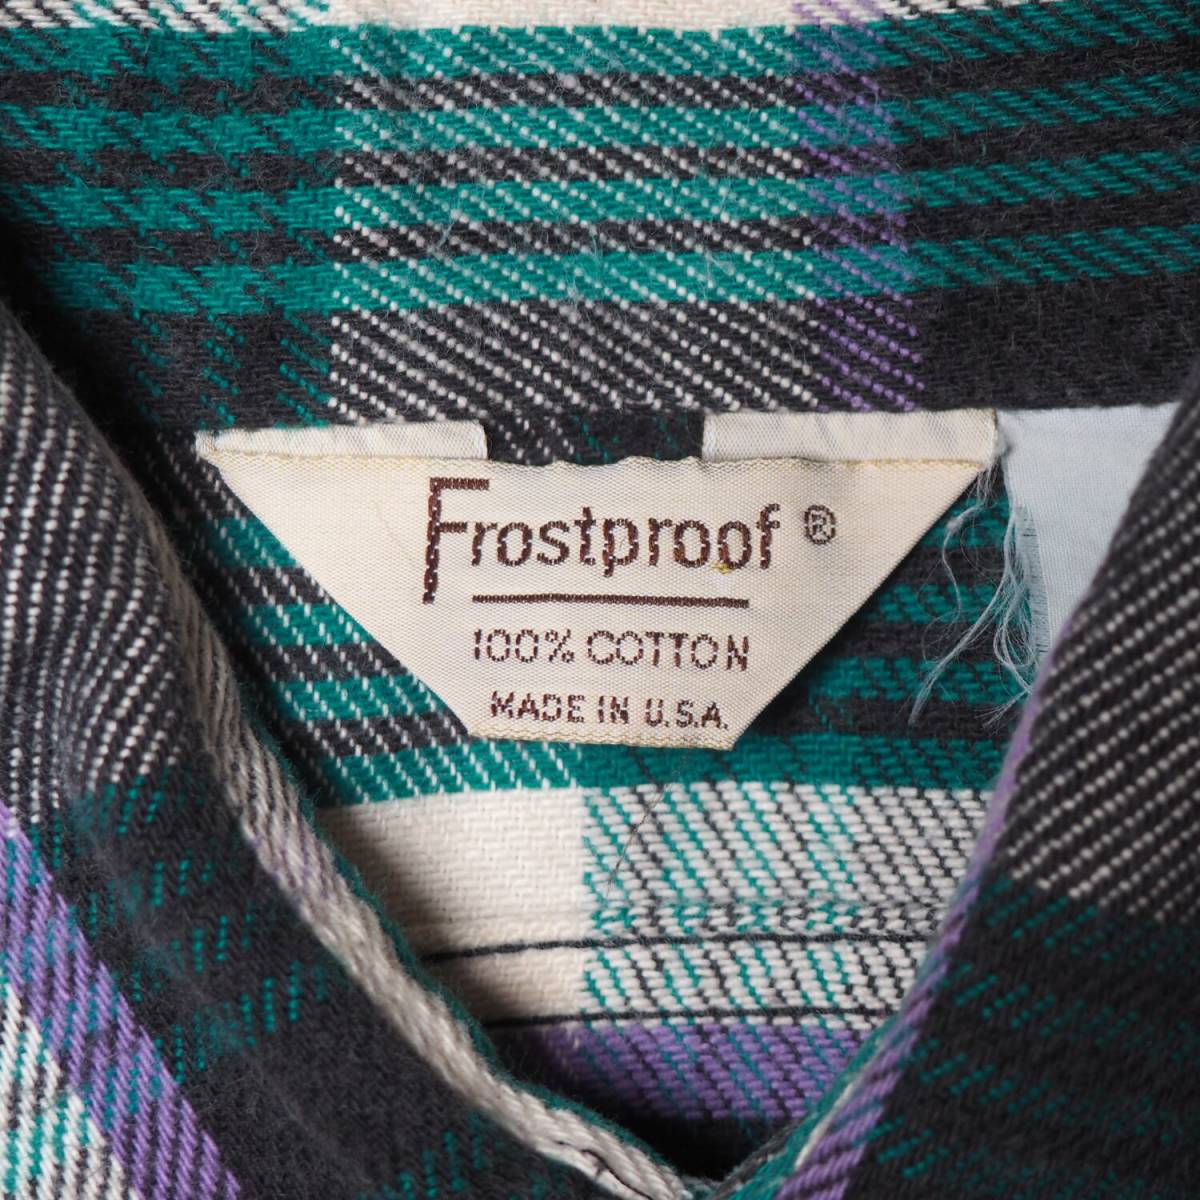 Frostproof ®
100% COTTON
MADE IN U.S.A.